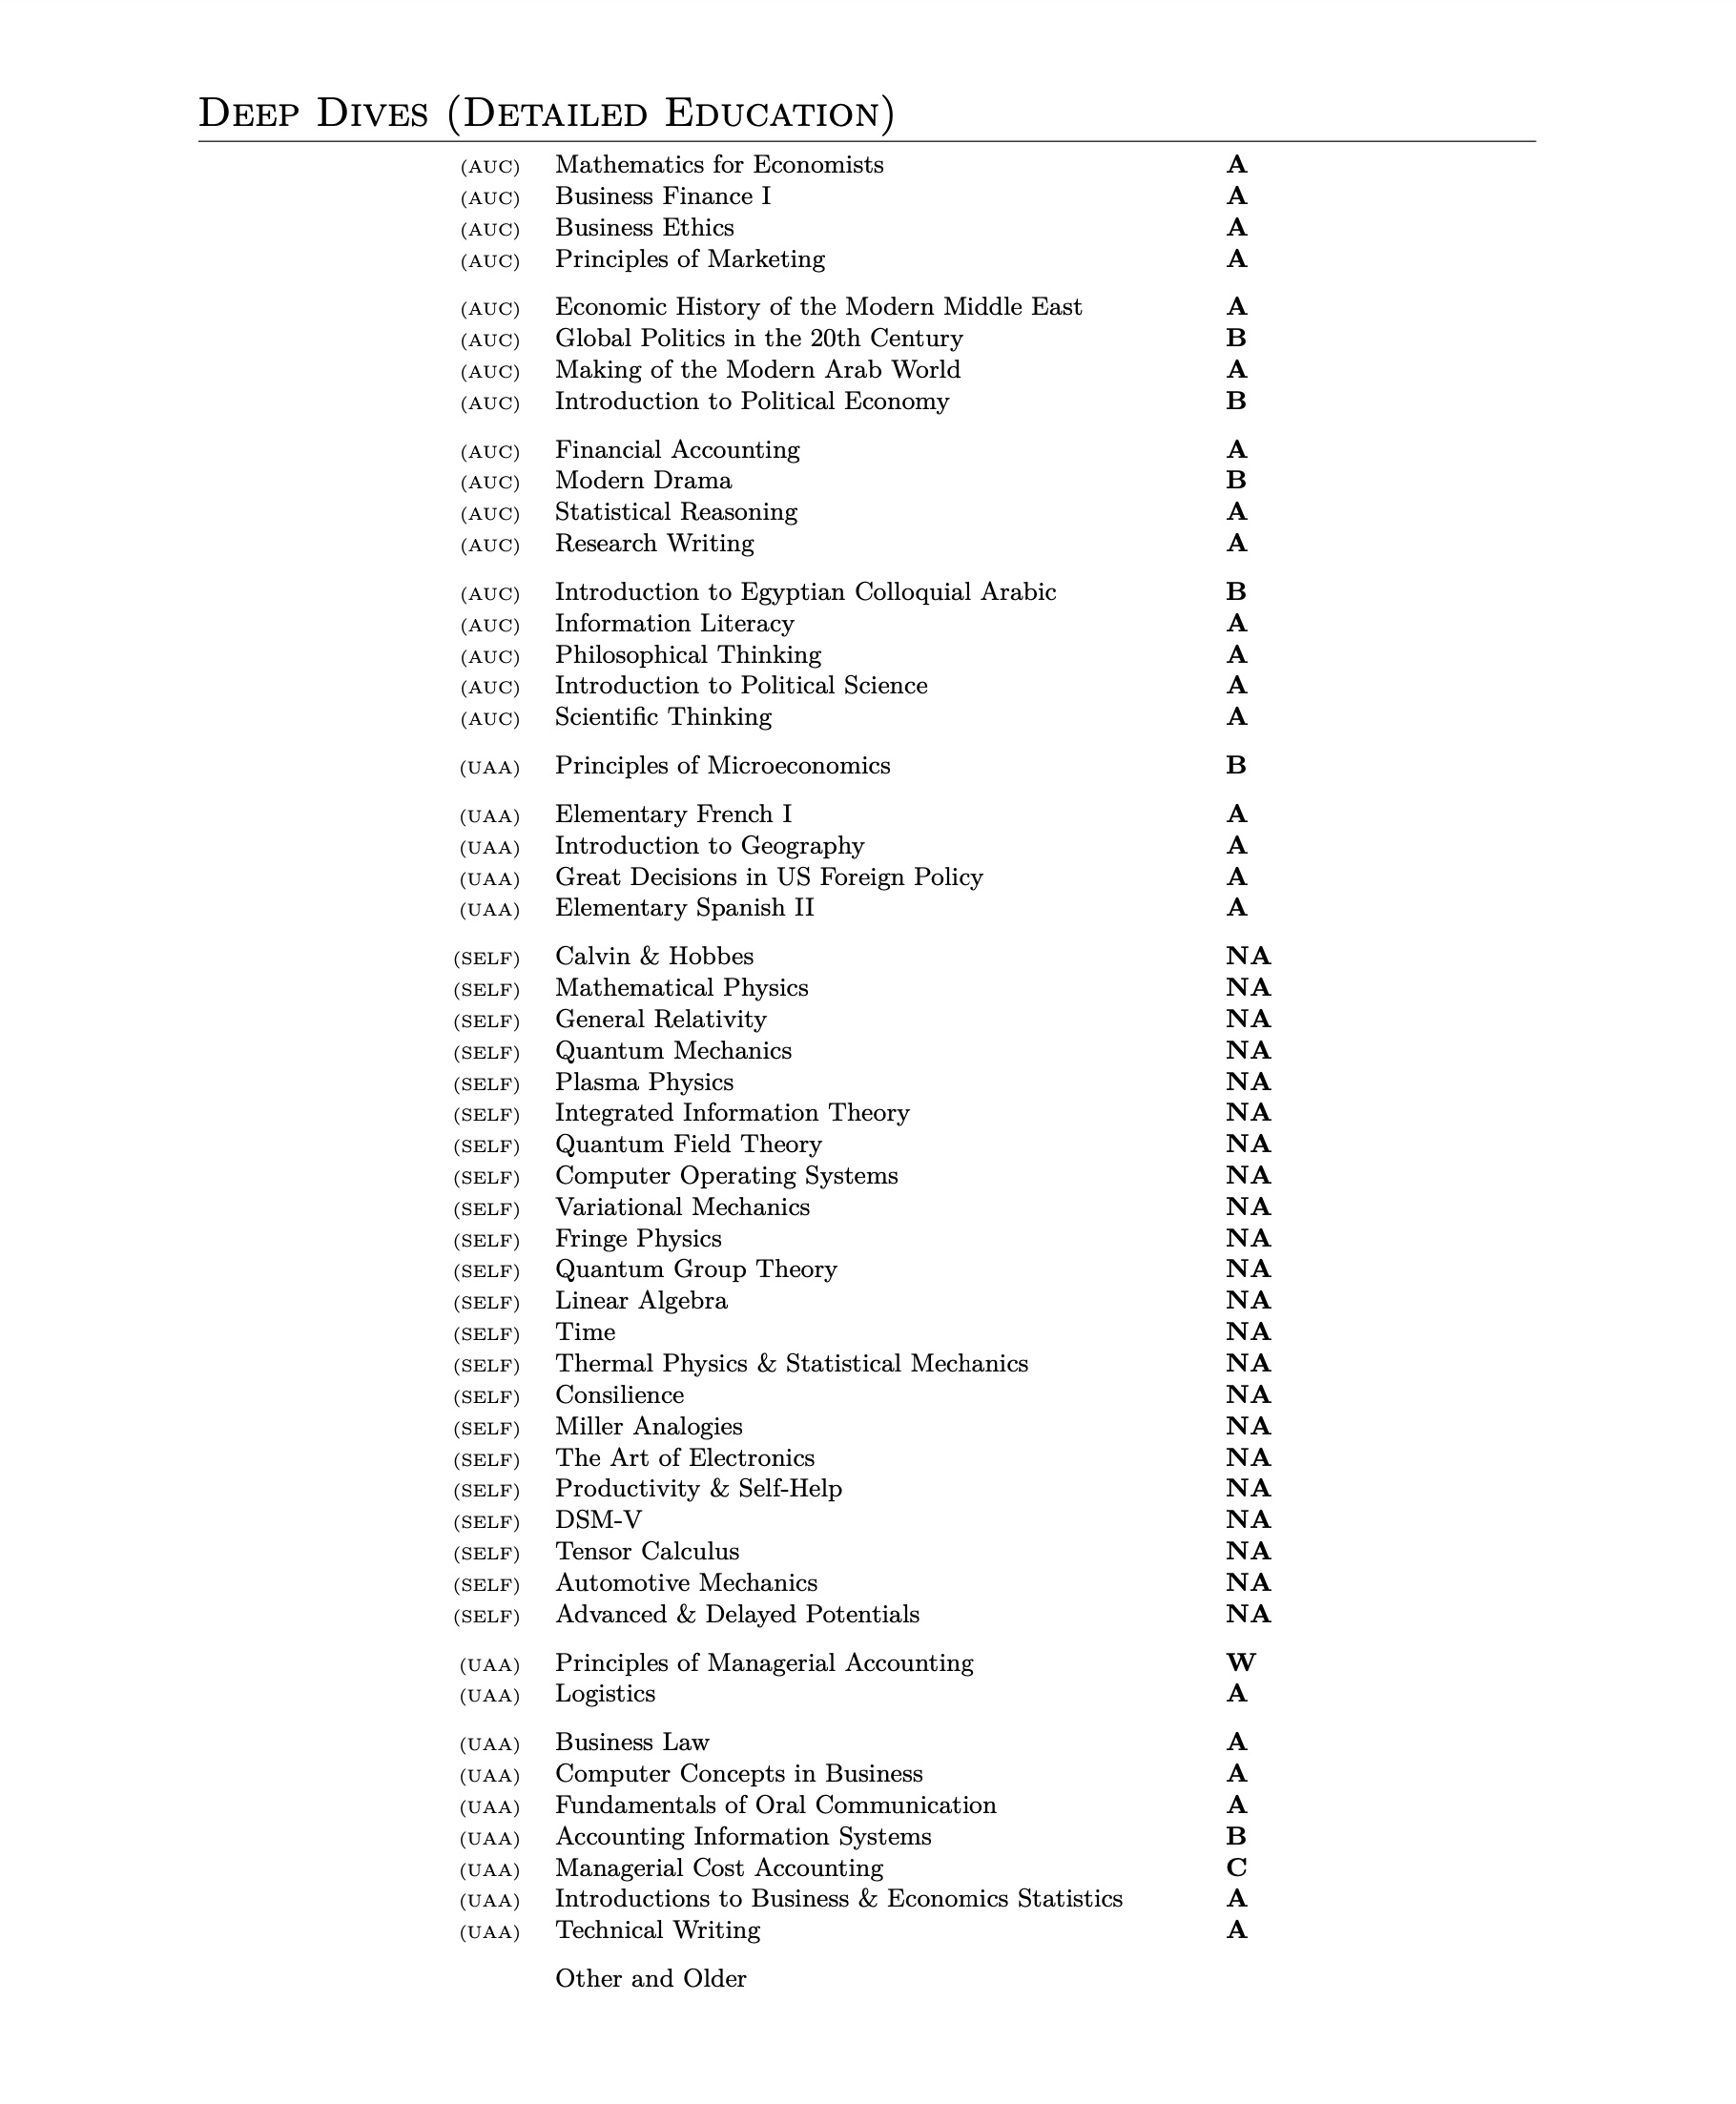 Deep Dives (Detailed Education)
(AUC) Mathematics for Economists A
(AUC) Business Finance I A
(AUC) Business Ethics A
(AUC) Principles of Marketing A
(AUC) Economic History of the Modern Middle East A
(AUC) Global Politics in the 20th Century B
(AUC) Making of the Modern Arab World A
(AUC) Introduction to Political Economy B
(AUC) Financial Accounting A
(AUC) Modern Drama B
(AUC) Statistical Reasoning A
(AUC) Research Writing A
(AUC) Introduction to Egyptian Colloquial Arabic B
(AUC) Information Literacy A
(AUC) Philosophical Thinking A
(AUC) Introduction to Political Science A
(AUC) Scientific Thinking A
(UAA) Principles of Microeconomics B
(UAA) Elementary French I A
(UAA) Introduction to Geography A
(UAA) Great Decisions in US Foreign Policy A
(UAA) Elementary Spanish II A
(SELF) Calvin & Hobbes NA
(SELF) Mathematical Physics NA
(SELF) General Relativity NA
(SELF) Quantum Mechanics NA
(SELF) Plasma Physics NA
(SELF) Integrated Information Theory NA
(SELF) Quantum Field Theory NA
(SELF) Computer Operating Systems NA
(SELF) Variational Mechanics NA
(SELF) Fringe Physics NA
(SELF) Quantum Group Theory NA
(SELF) Linear Algebra NA
(SELF) Time NA
(SELF) Thermal Physics & Statistical Mechanics NA
(SELF) Consilience NA
(SELF) Miller Analogies NA
(SELF) The Art of Electronics NA
(SELF) Productivity & Self-Help NA
(SELF) DSM-V NA
(SELF) Tensor Calculus NA
(SELF) Automotive Mechanics NA
(SELF) Advanced & Delayed Potentials NA
(UAA) Principles of Managerial Accounting W
(UAA) Logistics A
(UAA) Business Law A
(UAA) Computer Concepts in Business A
(UAA) Fundamentals of Oral Communication A
(UAA) Accounting Information Systems B
(UAA) Managerial Cost Accounting C
(UAA) Introductions to Business & Economics Statistics A
(UAA) Technical Writing A
Other and Older